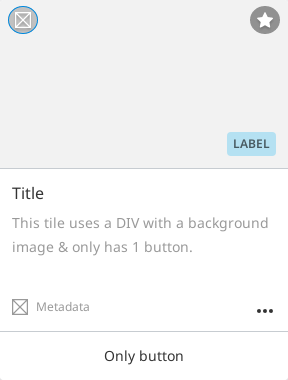 LABEL
Title
This tile uses a DIV with a background
image & only has 1 button.
Metadata
Only button